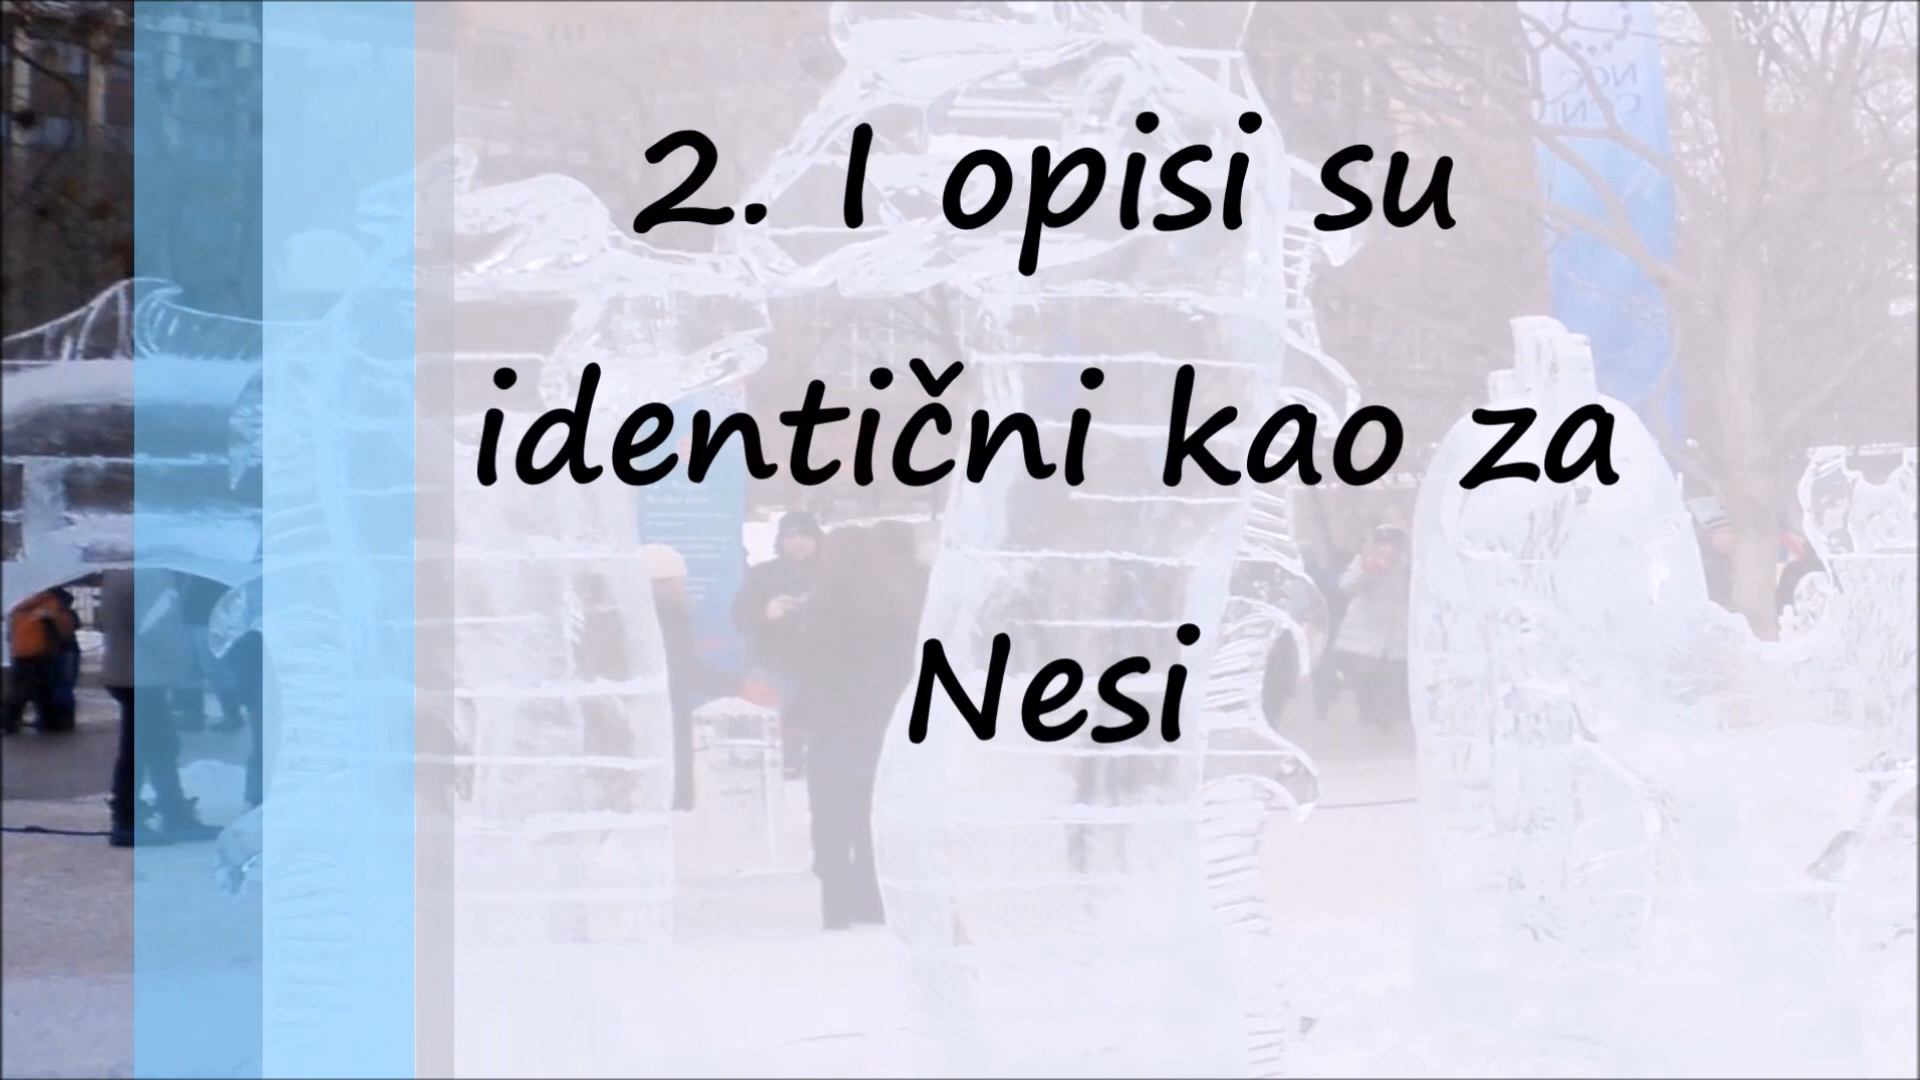 2. I opisi su
identični kao za
Nesi